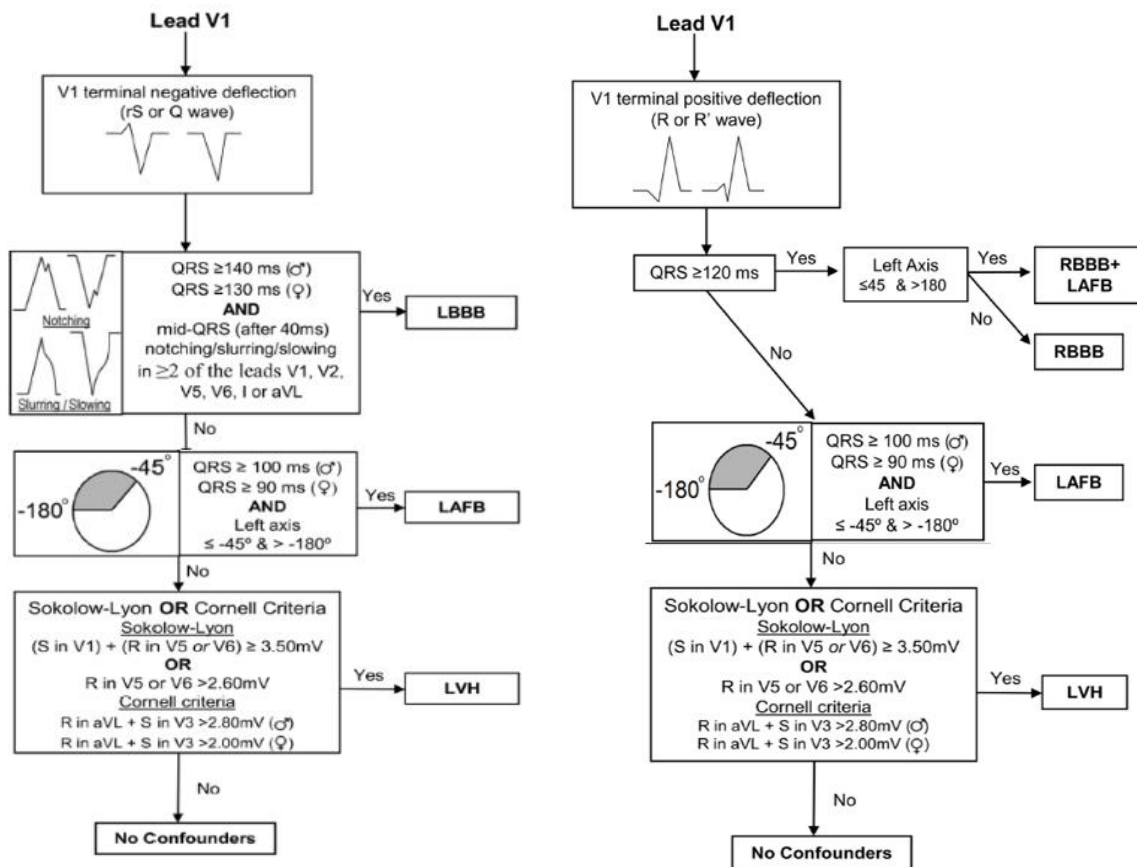 Lead V1
V1 terminal negative deflection
(rS or Q wave)
Notching
Slurring / Slowing
QRS ≥140 ms (♂)
QRS ≥130 ms (♀)
AND
mid-QRS (after 40ms)
notching/slurring/slowing
in ≥2 of the leads V1, V2,
V5, V6, I or aVL
Yes
LBBB
No
-45°
-180°
QRS ≥ 100 ms (♂)
QRS ≥ 90 ms (♀)
AND
Left axis
≤ -45º & > -180º
Yes
LAFB
No
Sokolow-Lyon OR Cornell Criteria
Sokolow-Lyon
(S in V1) + (R in V5 or V6) ≥ 3.50mV
OR
R in V5 or V6 >2.60mV
Cornell criteria
R in aVL + S in V3 >2.80mV (♂)
R in aVL + S in V3 >2.00mV (♀)
Yes
LVH
No
No Confounders
Lead V1
V1 terminal positive deflection
(R or R' wave)
QRS ≥120 ms
Yes
Left Axis
≤45 & >180
Yes
RBBB+
LAFB
No
RBBB
No
-45°
-180°
QRS ≥ 100 ms (♂)
QRS ≥ 90 ms (♀)
AND
Left axis
≤ -45º & > -180º
Yes
LAFB
No
Sokolow-Lyon OR Cornell Criteria
Sokolow-Lyon
(S in V1) + (R in V5 or V6) ≥ 3.50mV
OR
R in V5 or V6 >2.60mV
Cornell criteria
R in aVL + S in V3 >2.80mV (♂)
R in aVL + S in V3 >2.00mV (♀)
Yes
LVH
No
No Confounders